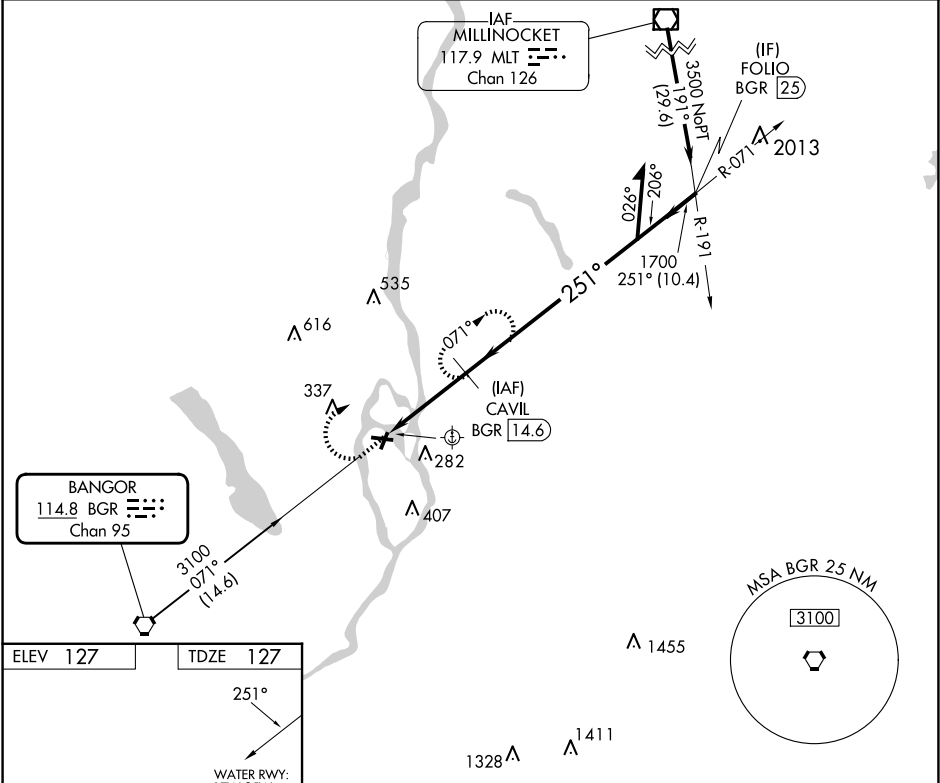 IAF
MILLINOCKET
117.9 MLT
Chan 126
(IF)
FOLIO
BGR 25
3500 NoPT
191°
(29.6)
R-071
2013
026°
206°
R-191
1700
251° (10.4)
251°
535
616
071°
(IAF)
CAVIL
BGR 14.6
337
282
407
BANGOR
114.8 BGR
Chan 95
3100
071°
(14.6)
MSA BGR 25 NM
3100
1455
1411
1328
ELEV 127
TDZE 127
251°
WATER RWY: